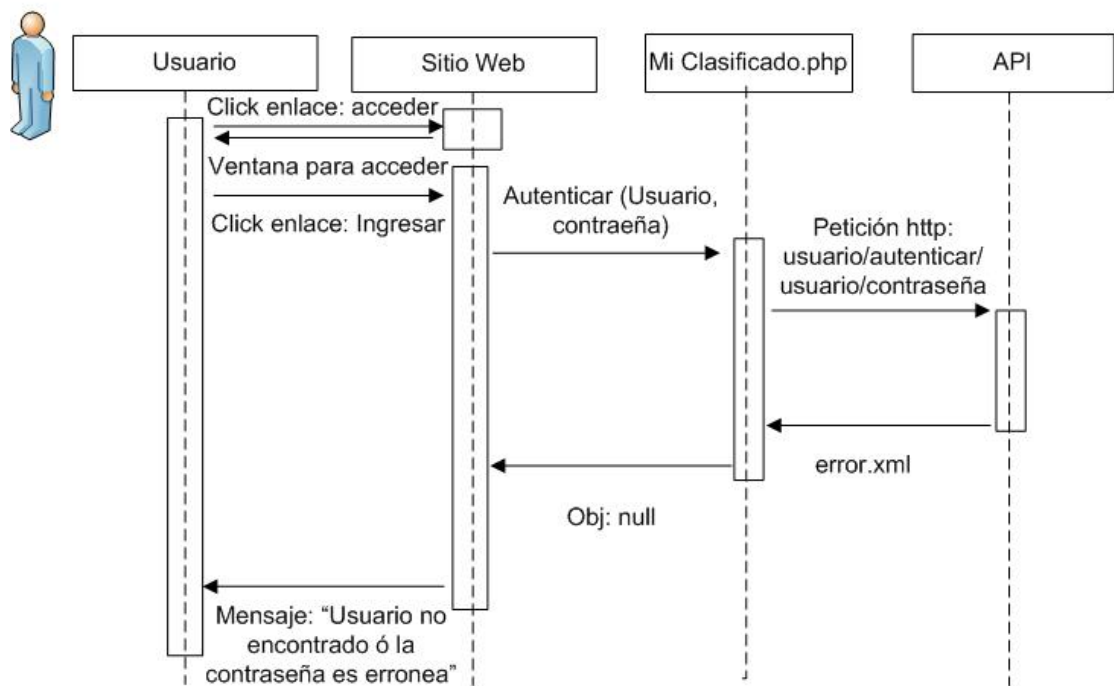 Usuario
Sitio Web
Mi Clasificado.php
API
Click enlace: acceder
Ventana para acceder
Click enlace: Ingresar
Autenticar (Usuario,
contraeña)
Petición http:
usuario/autenticar/
usuario/contraseña
error.xml
Obj: null
Mensaje: “Usuario no
encontrado ó la
contraseña es erronea”